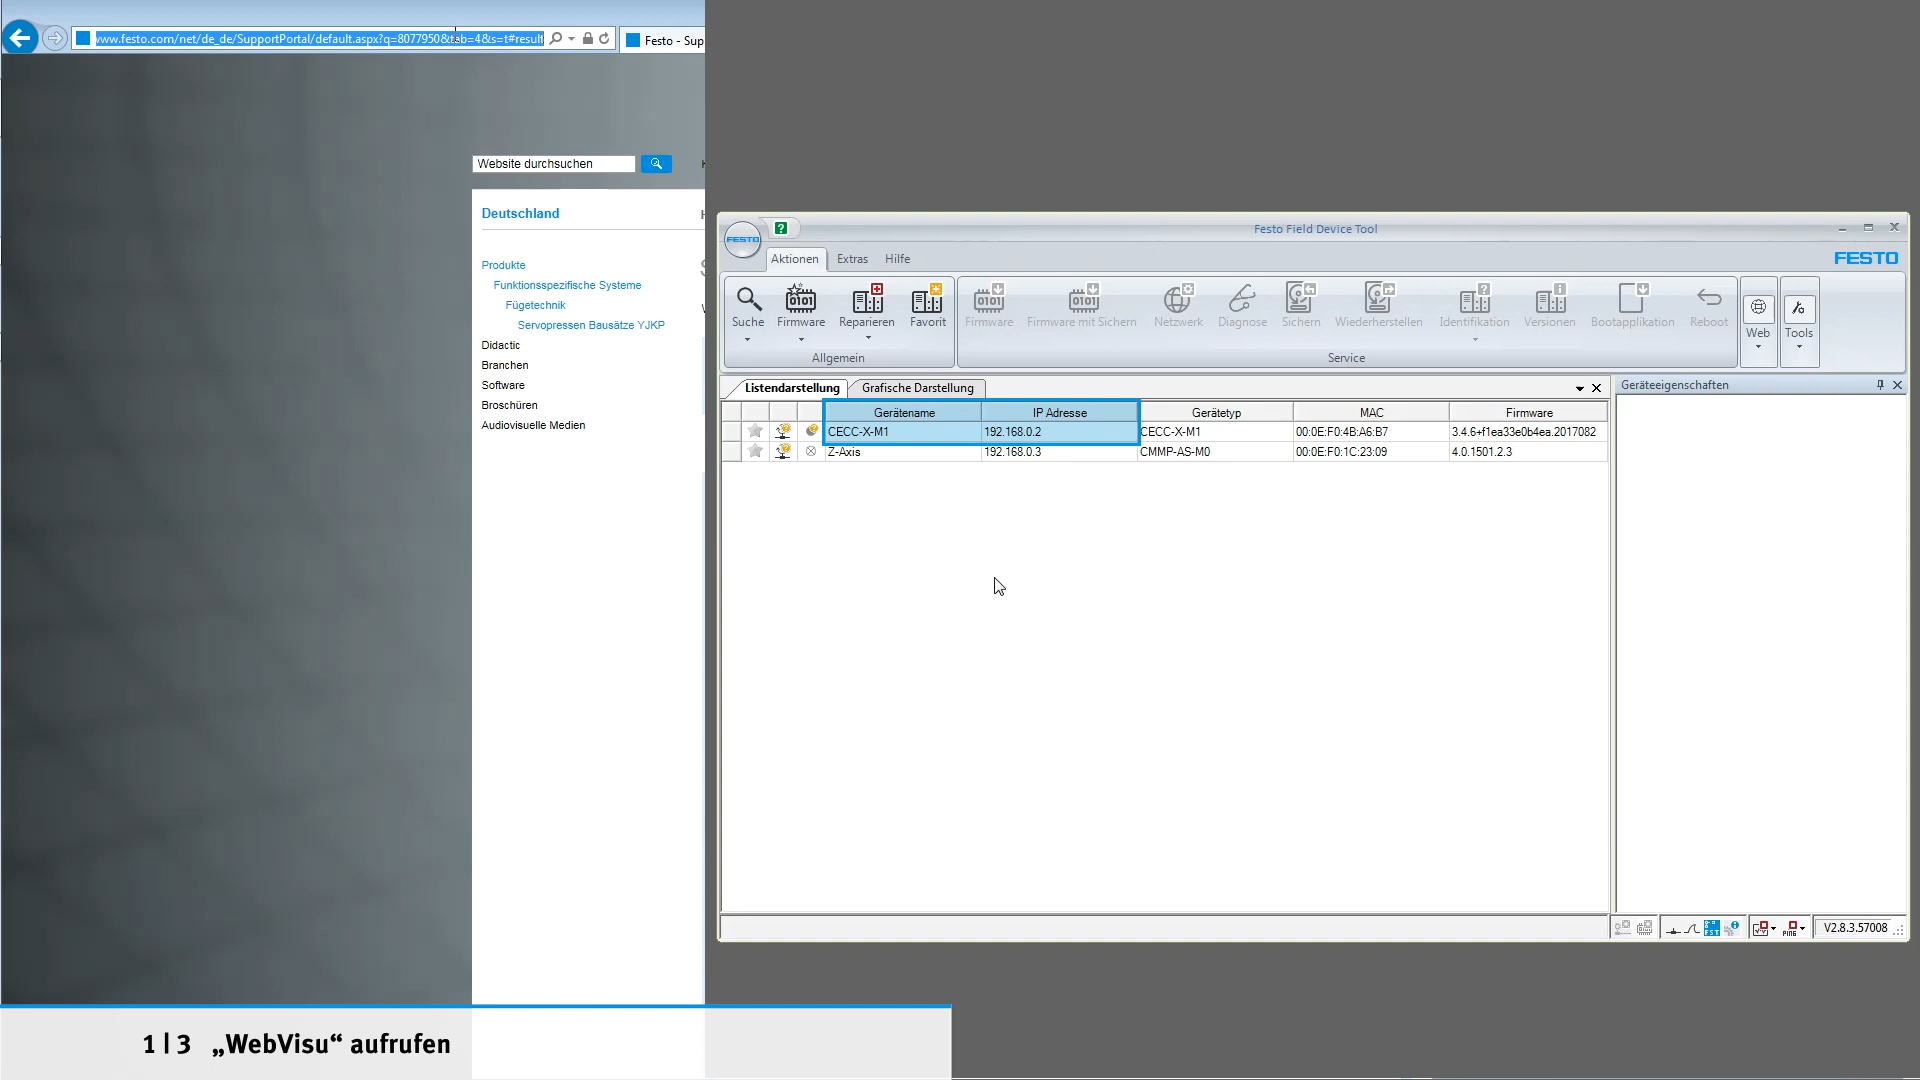 www.festo.com/net/de_de/SupportPortal/default.aspx?q=8077950&tab=4&s=t#result
Festo - Sup
Website durchsuchen
Deutschland
Produkte
Funktionsspezifische Systeme
Fügetechnik
Servopressen Bausätze YJKP
Didactic
Branchen
Software
Broschüren
Audiovisuelle Medien
Festo Field Device Tool
FESTO
Aktionen Extras Hilfe
FESTO
Suche Firmware Reparieren Favorit Firmware Firmware mit Sichern Netzwerk Diagnose Sichern Wiederherstellen Identifikation Versionen Bootapplikation Reboot Web Tools
Allgemein Service
Listendarstellung Grafische Darstellung Geräteeigenschaften
Gerätename IP Adresse Gerätetyp MAC Firmware
CECC-X-M1 192.168.0.2 CECC-X-M1 00:0E:F0:4B:A6:B7 3.4.6+f1ea33e0b4ea.2017082
Z-Axis 192.168.0.3 CMMP-AS-M0 00:0E:F0:1C:23:09 4.0.1501.2.3
V2.8.3.57008
1 | 3 „WebVisu“ aufrufen